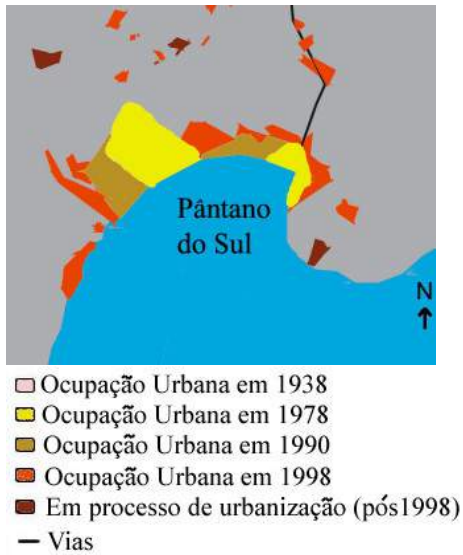 Pântano
do Sul
N
Ocupação Urbana em 1938
Ocupação Urbana em 1978
Ocupação Urbana em 1990
Ocupação Urbana em 1998
Em processo de urbanização (pós1998)
Vias